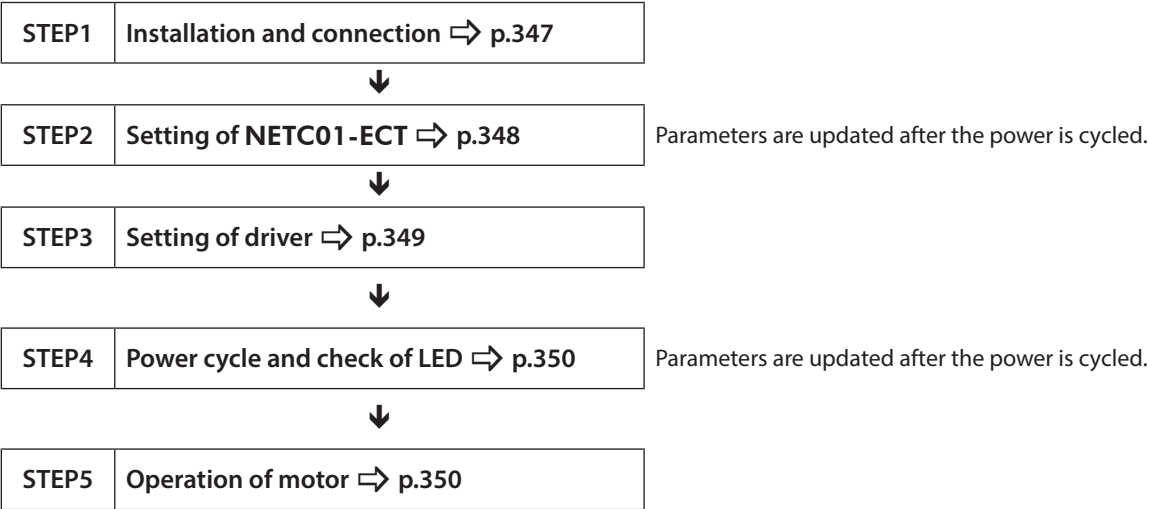 STEP1 Installation and connection ⇨ p.347
STEP2 Setting of NETC01-ECT ⇨ p.348 Parameters are updated after the power is cycled.
STEP3 Setting of driver ⇨ p.349
STEP4 Power cycle and check of LED ⇨ p.350 Parameters are updated after the power is cycled.
STEP5 Operation of motor ⇨ p.350